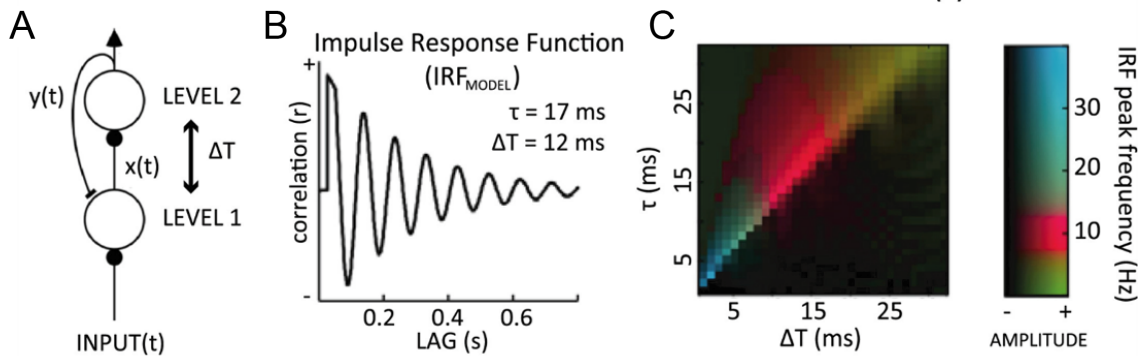 A
y(t)
LEVEL 2
ΔT
x(t)
LEVEL 1
INPUT(t)
B
Impulse Response Function
(IRFMODEL)
τ = 17 ms
ΔT = 12 ms
+
correlation (r)
-
0.2 0.4 0.6
LAG (s)
C
25
15
5
τ (ms)
5 15 25
ΔT (ms)
30
20
10
IRF peak frequency (Hz)
- +
AMPLITUDE